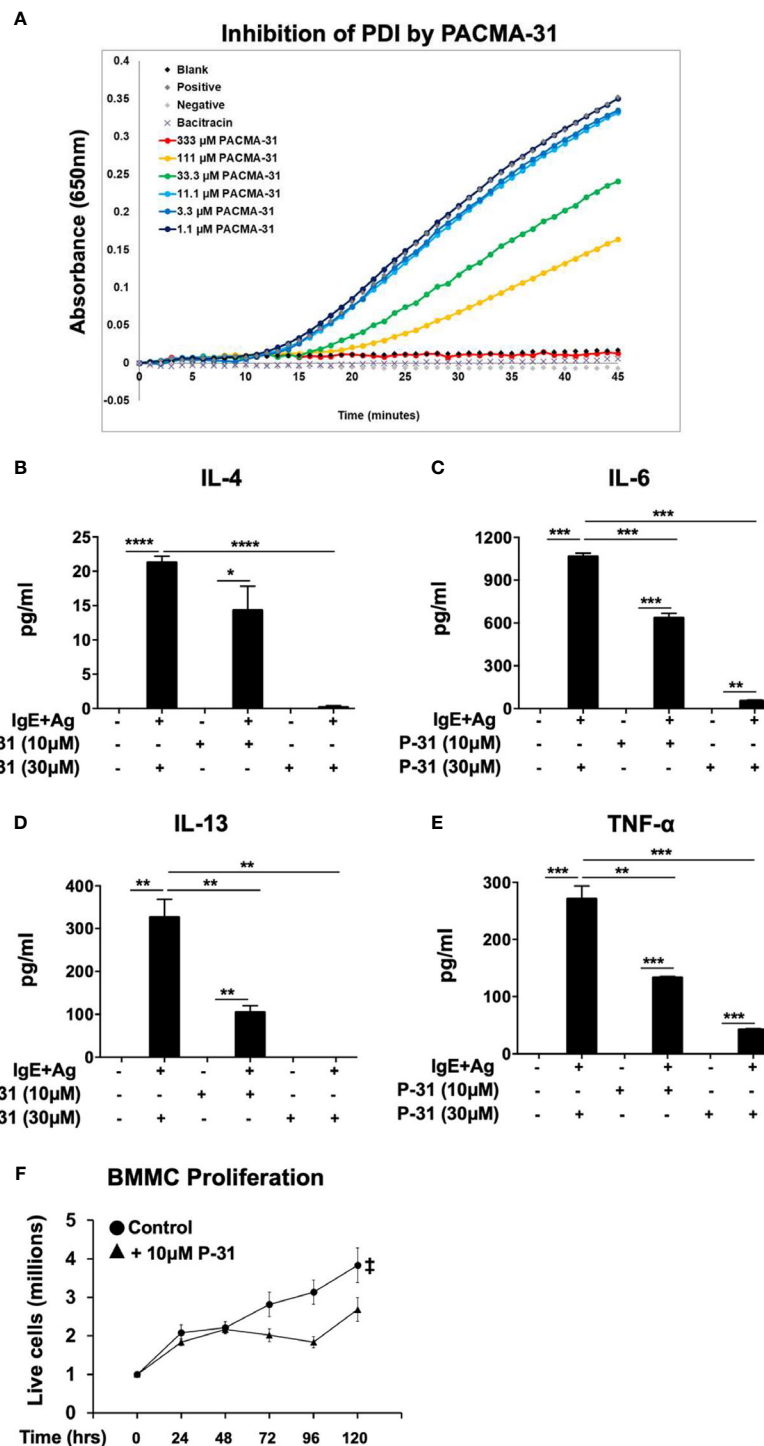 A
Inhibition of PDI by PACMA-31
Absorbance (650nm)
0.4
0.35
0.3
0.25
0.2
0.15
0.1
0.05
0
-0.05
Blank
Positive
Negative
Bacitracin
333 µM PACMA-31
111 µM PACMA-31
33.3 µM PACMA-31
11.1 µM PACMA-31
3.3 µM PACMA-31
1.1 µM PACMA-31
0 5 10 15 20 25 30 35 40 45
Time (minutes)
B
IL-4
pg/ml
25
20
15
10
5
0
**** ****
*
IgE+Ag - + - + - +
31 (10µM) - - + + - -
31 (30µM) - + - - + +
C
IL-6
pg/ml
1200
900
600
300
0
***
*** ***
***
**
IgE+Ag - + - + - +
P-31 (10µM) - - + + - -
P-31 (30µM) - + - - + +
D
IL-13
pg/ml
400
300
200
100
0
**
** **
**
IgE+Ag - + - + - +
31 (10µM) - - + + - -
31 (30µM) - + - - + +
E
TNF-α
pg/ml
300
200
100
0
***
*** **
***
***
IgE+Ag - + - + - +
P-31 (10µM) - - + + - -
P-31 (30µM) - + - - + +
F
BMMC Proliferation
Live cells (millions)
5
4
3
2
1
0
Control
+ 10µM P-31
‡
Time (hrs) 0 24 48 72 96 120